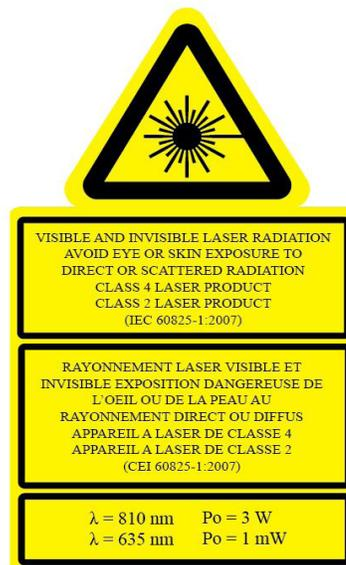 VISIBLE AND INVISIBLE LASER RADIATION
AVOID EYE OR SKIN EXPOSURE TO
DIRECT OR SCATTERED RADIATION
CLASS 4 LASER PRODUCT
CLASS 2 LASER PRODUCT
(IEC 60825-1:2007)
RAYONNEMENT LASER VISIBLE ET
INVISIBLE EXPOSITION DANGEREUSE DE
L'OEIL OU DE LA PEAU AU
RAYONNEMENT DIRECT OU DIFFUS
APPAREIL A LASER DE CLASSE 4
APPAREIL A LASER DE CLASSE 2
(CEI 60825-1:2007)
λ = 810 nm Po = 3 W
λ = 635 nm Po = 1 mW